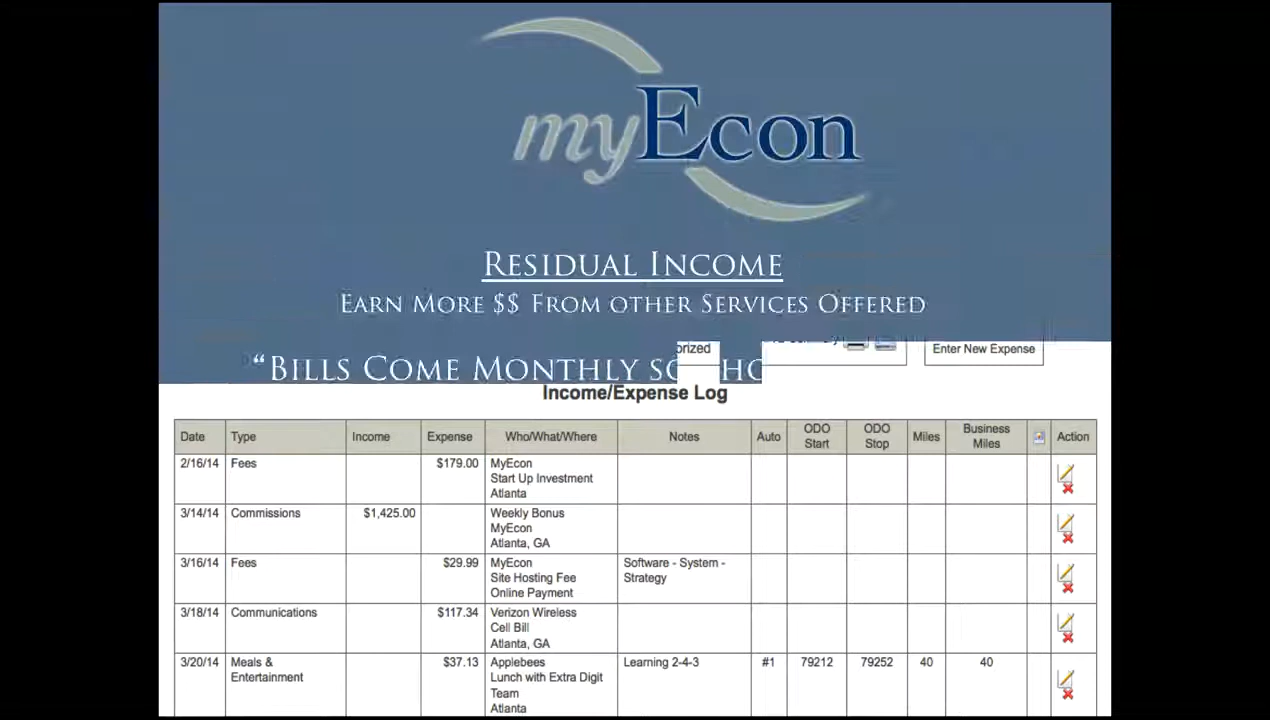 myEcon
RESIDUAL INCOME
EARN MORE $$ FROM OTHER SERVICES OFFERED
Enter New Expense
“BILLS COME MONTHLY
Income/Expense Log
Date Type Income Expense Who/What/Where Notes Auto ODO Start ODO Stop Miles Business Miles Action
2/16/14 Fees $179.00 MyEcon
Start Up Investment
Atlanta
3/14/14 Commissions $1,425.00 Weekly Bonus
MyEcon
Atlanta, GA
3/16/14 Fees $29.99 MyEcon Software - System -
Site Hosting Fee Strategy
Online Payment
3/18/14 Communications $117.34 Verizon Wireless
Cell Bill
Atlanta, GA
3/20/14 Meals & $37.13 Applebees Learning 2-4-3 #1 79212 79252 40 40
Entertainment Lunch with Extra Digit
Team
Atlanta